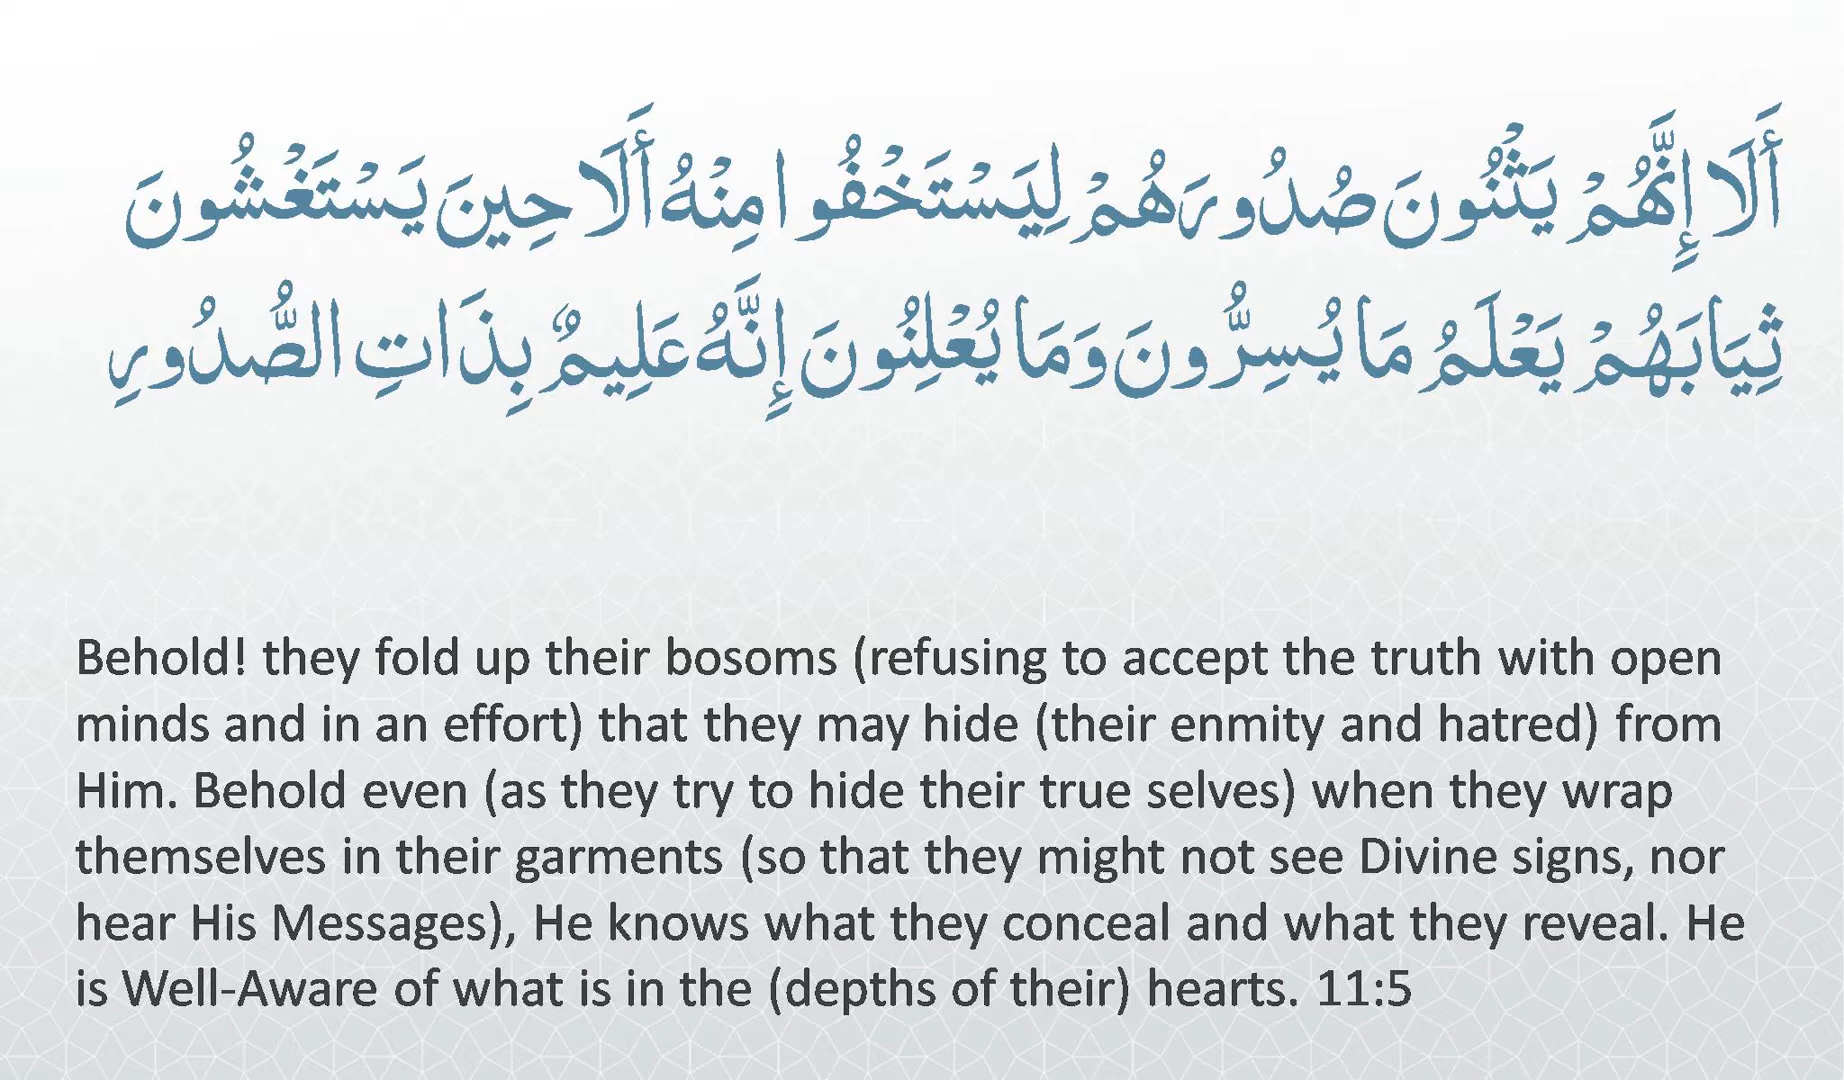 أَلَا إِنَّهُمْ يَثْنُونَ صُدُورَهُمْ لِيَسْتَخْفُوا مِنْهُ أَلَا حِينَ يَسْتَغْشُونَ
ثِيَابَهُمْ يَعْلَمُ مَا يُسِرُّونَ وَمَا يُعْلِنُونَ إِنَّهُ عَلِيمٌ بِذَاتِ الصُّدُورِ
Behold! they fold up their bosoms (refusing to accept the truth with open
minds and in an effort) that they may hide (their enmity and hatred) from
Him. Behold even (as they try to hide their true selves) when they wrap
themselves in their garments (so that they might not see Divine signs, nor
hear His Messages), He knows what they conceal and what they reveal. He
is Well-Aware of what is in the (depths of their) hearts. 11:5